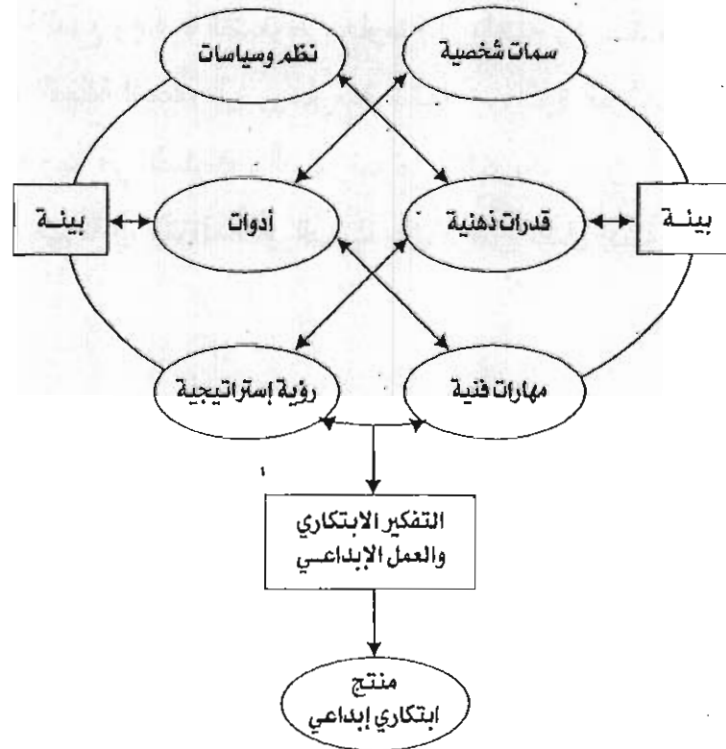 سمات شخصية
نظم وسياسات
بيئة
قدرات ذهنية
أدوات
بيئة
مهارات فنية
رؤية إستراتيجية
التفكير الابتكاري
والعمل الإبداعي
منتج
ابتكاري إبداعي